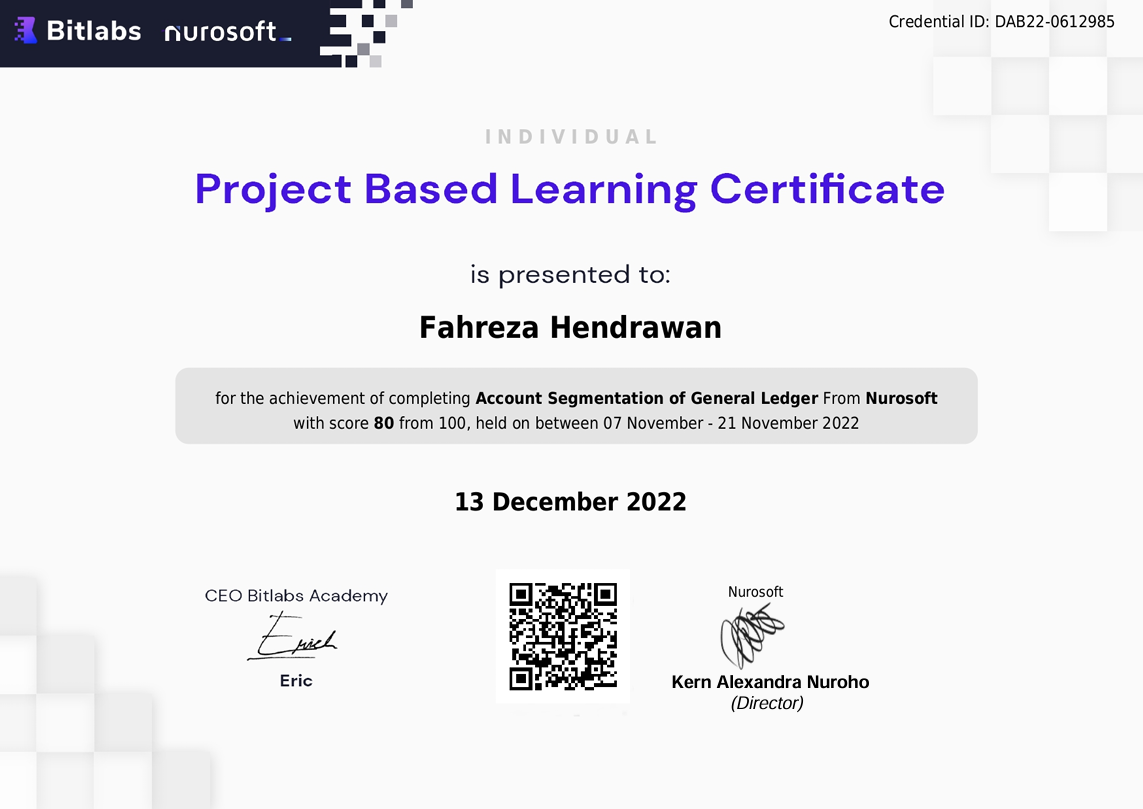 Bitlabs nurosoft_
Credential ID: DAB22-0612985
INDIVIDUAL
Project Based Learning Certificate
is presented to:
Fahreza Hendrawan
for the achievement of completing Account Segmentation of General Ledger From Nurosoft
with score 80 from 100, held on between 07 November - 21 November 2022
13 December 2022
CEO Bitlabs Academy
Erich
Eric
Nurosoft
Kern Alexandra Nuroho
(Director)